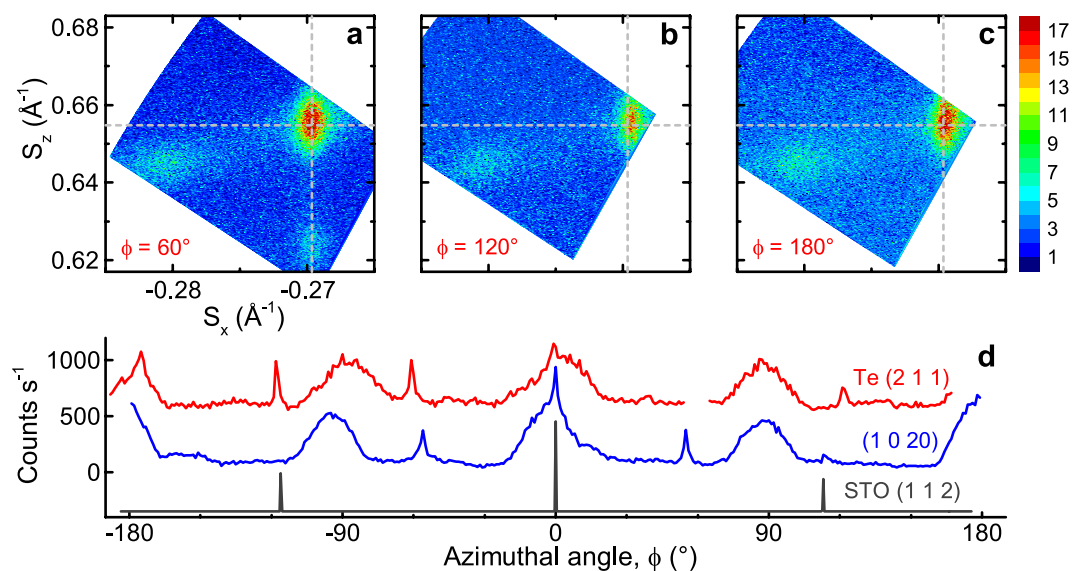 a
b
c
0.68
0.66
0.64
0.62
S_z (Å⁻¹)
ϕ = 60°
ϕ = 120°
ϕ = 180°
-0.28
-0.27
S_x (Å⁻¹)
17
15
13
11
9
7
5
3
1
d
1000
500
0
Counts s⁻¹
Te (2 1 1)
(1 0 20)
STO (1 1 2)
-180
-90
0
90
180
Azimuthal angle, ϕ (°)